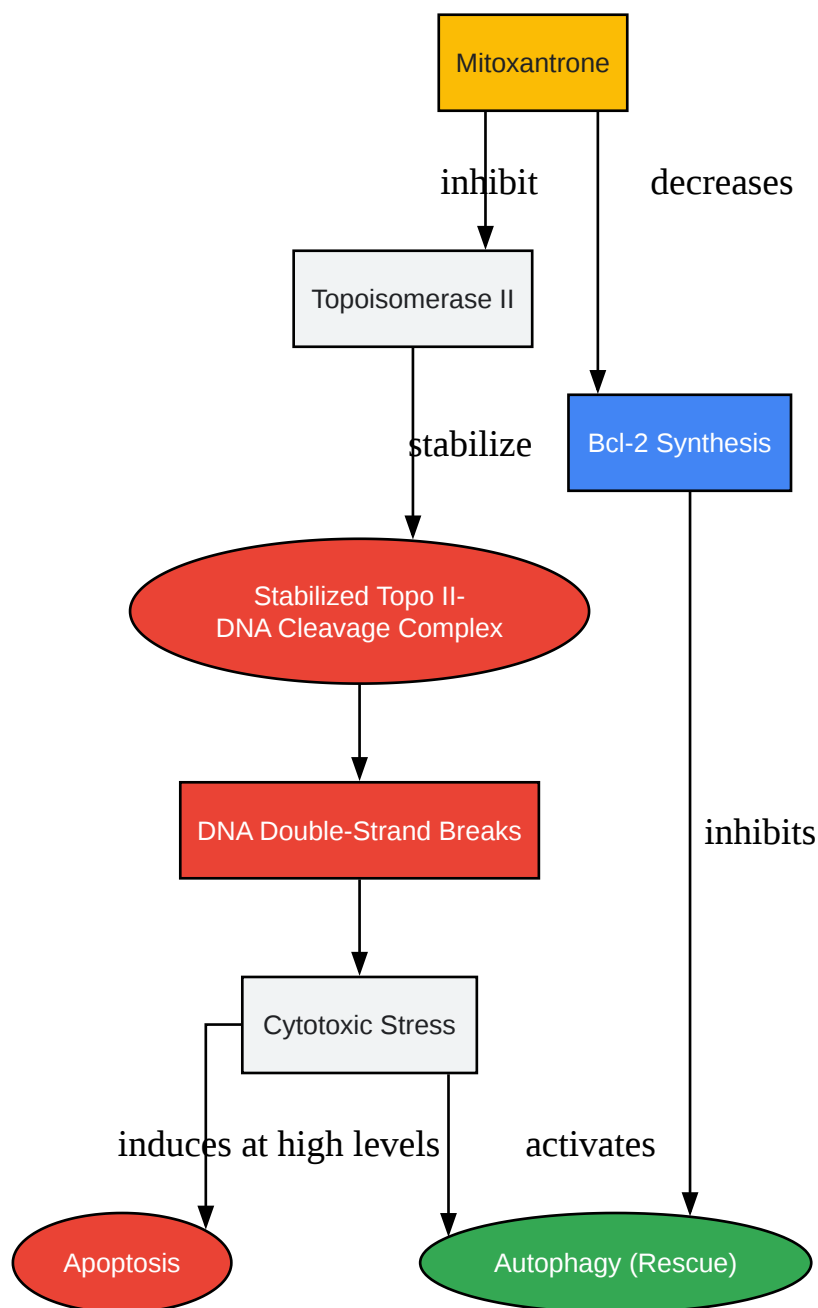 Mitoxantrone
inhibit
decreases
Topoisomerase II
stabilize
Bcl-2 Synthesis
Stabilized Topo II-
DNA Cleavage Complex
DNA Double-Strand Breaks
inhibits
Cytotoxic Stress
induces at high levels
activates
Apoptosis
Autophagy (Rescue)